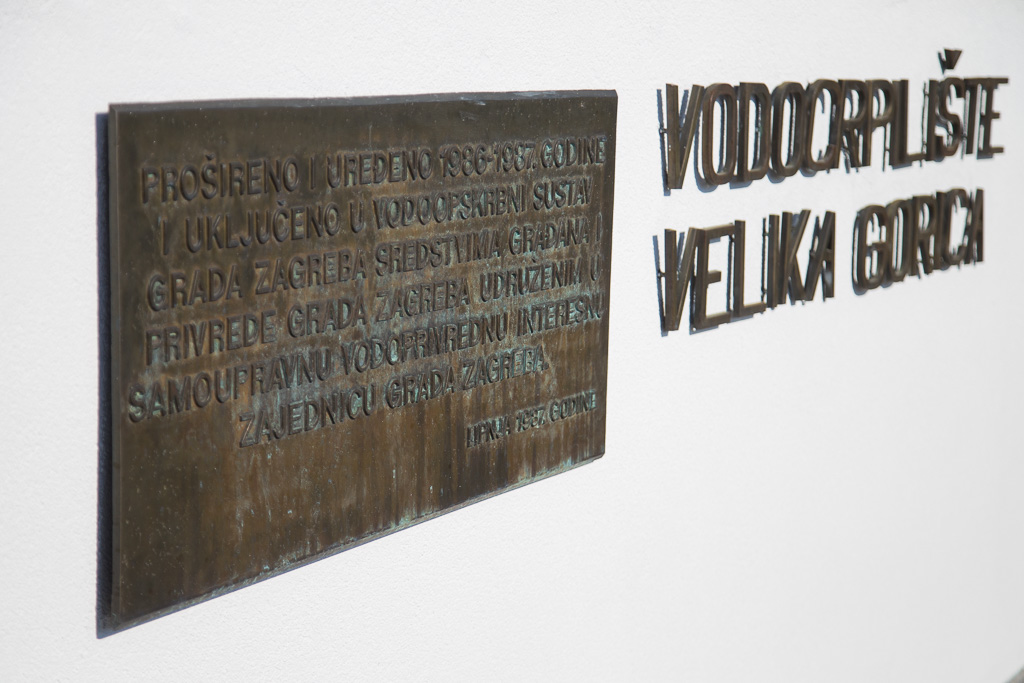 PROŠIRENO I UREĐENO 1986-1987. GODINE
I UKLJUČENO U VODOOPSKRBNI SUSTAV
GRADA ZAGREBA SREDSTVIMA GRAĐANA I
PRIVREDE GRADA ZAGREBA UDRUŽENIM U
SAMOUPRAVNU VODOPRIVREDNU INTERESNU
ZAJEDNICU GRADA ZAGREBA
LIPNJA 1987. GODINE
VODOCRPILIŠTE
VELIKA GORICA